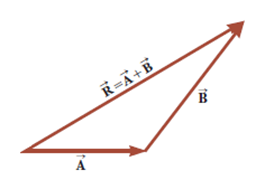 R⃗ = A⃗ + B⃗
B⃗
A⃗